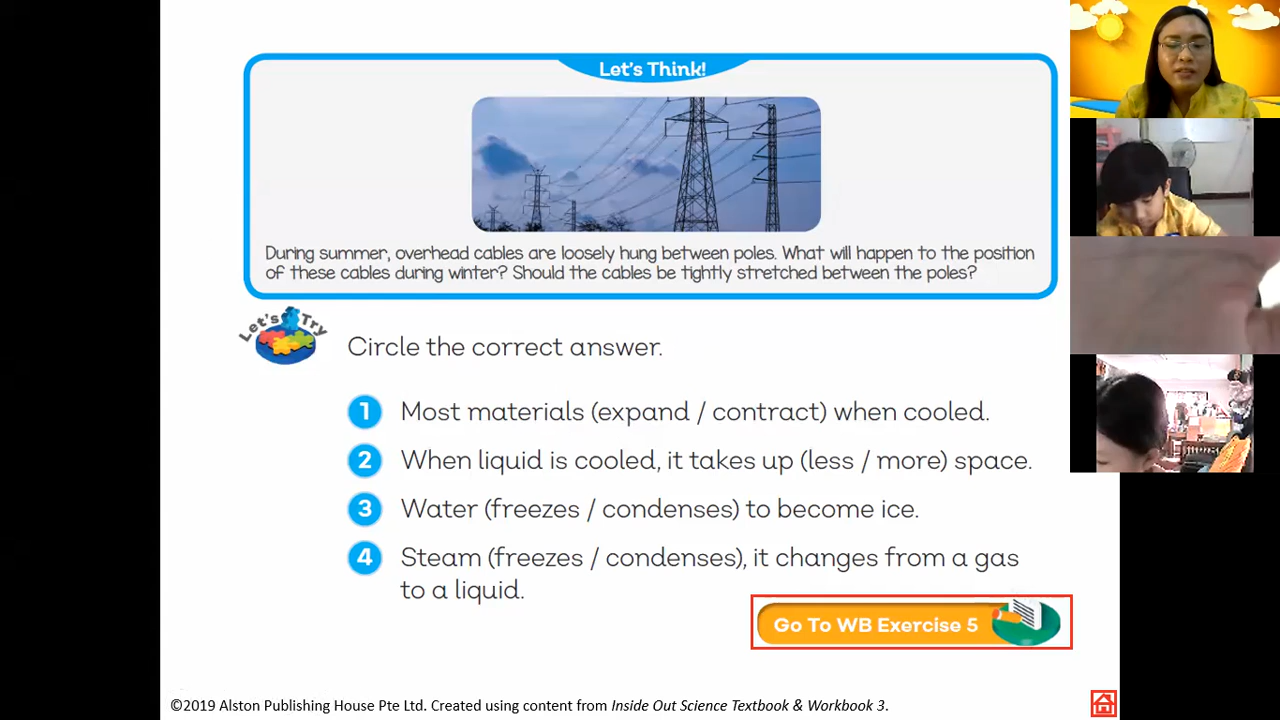 Let's Think!
During summer, overhead cables are loosely hung between poles. What will happen to the position
of these cables during winter? Should the cables be tightly stretched between the poles?
Let's Try
Circle the correct answer.
1 Most materials (expand / contract) when cooled.
2 When liquid is cooled, it takes up (less / more) space.
3 Water (freezes / condenses) to become ice.
4 Steam (freezes / condenses), it changes from a gas
to a liquid.
Go To WB Exercise 5
©2019 Alston Publishing House Pte Ltd. Created using content from Inside Out Science Textbook & Workbook 3.